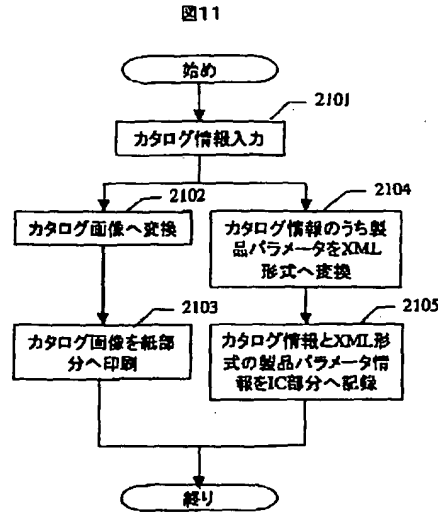 図11
始め
2101
カタログ情報入力
2102
カタログ画像へ変換
2104
カタログ情報のうち製
品パラメータをXML
形式へ変換
2103
カタログ画像を紙部
分へ印刷
2105
カタログ情報とXML形
式の製品パラメータ情
報をIC部分へ記録
終り